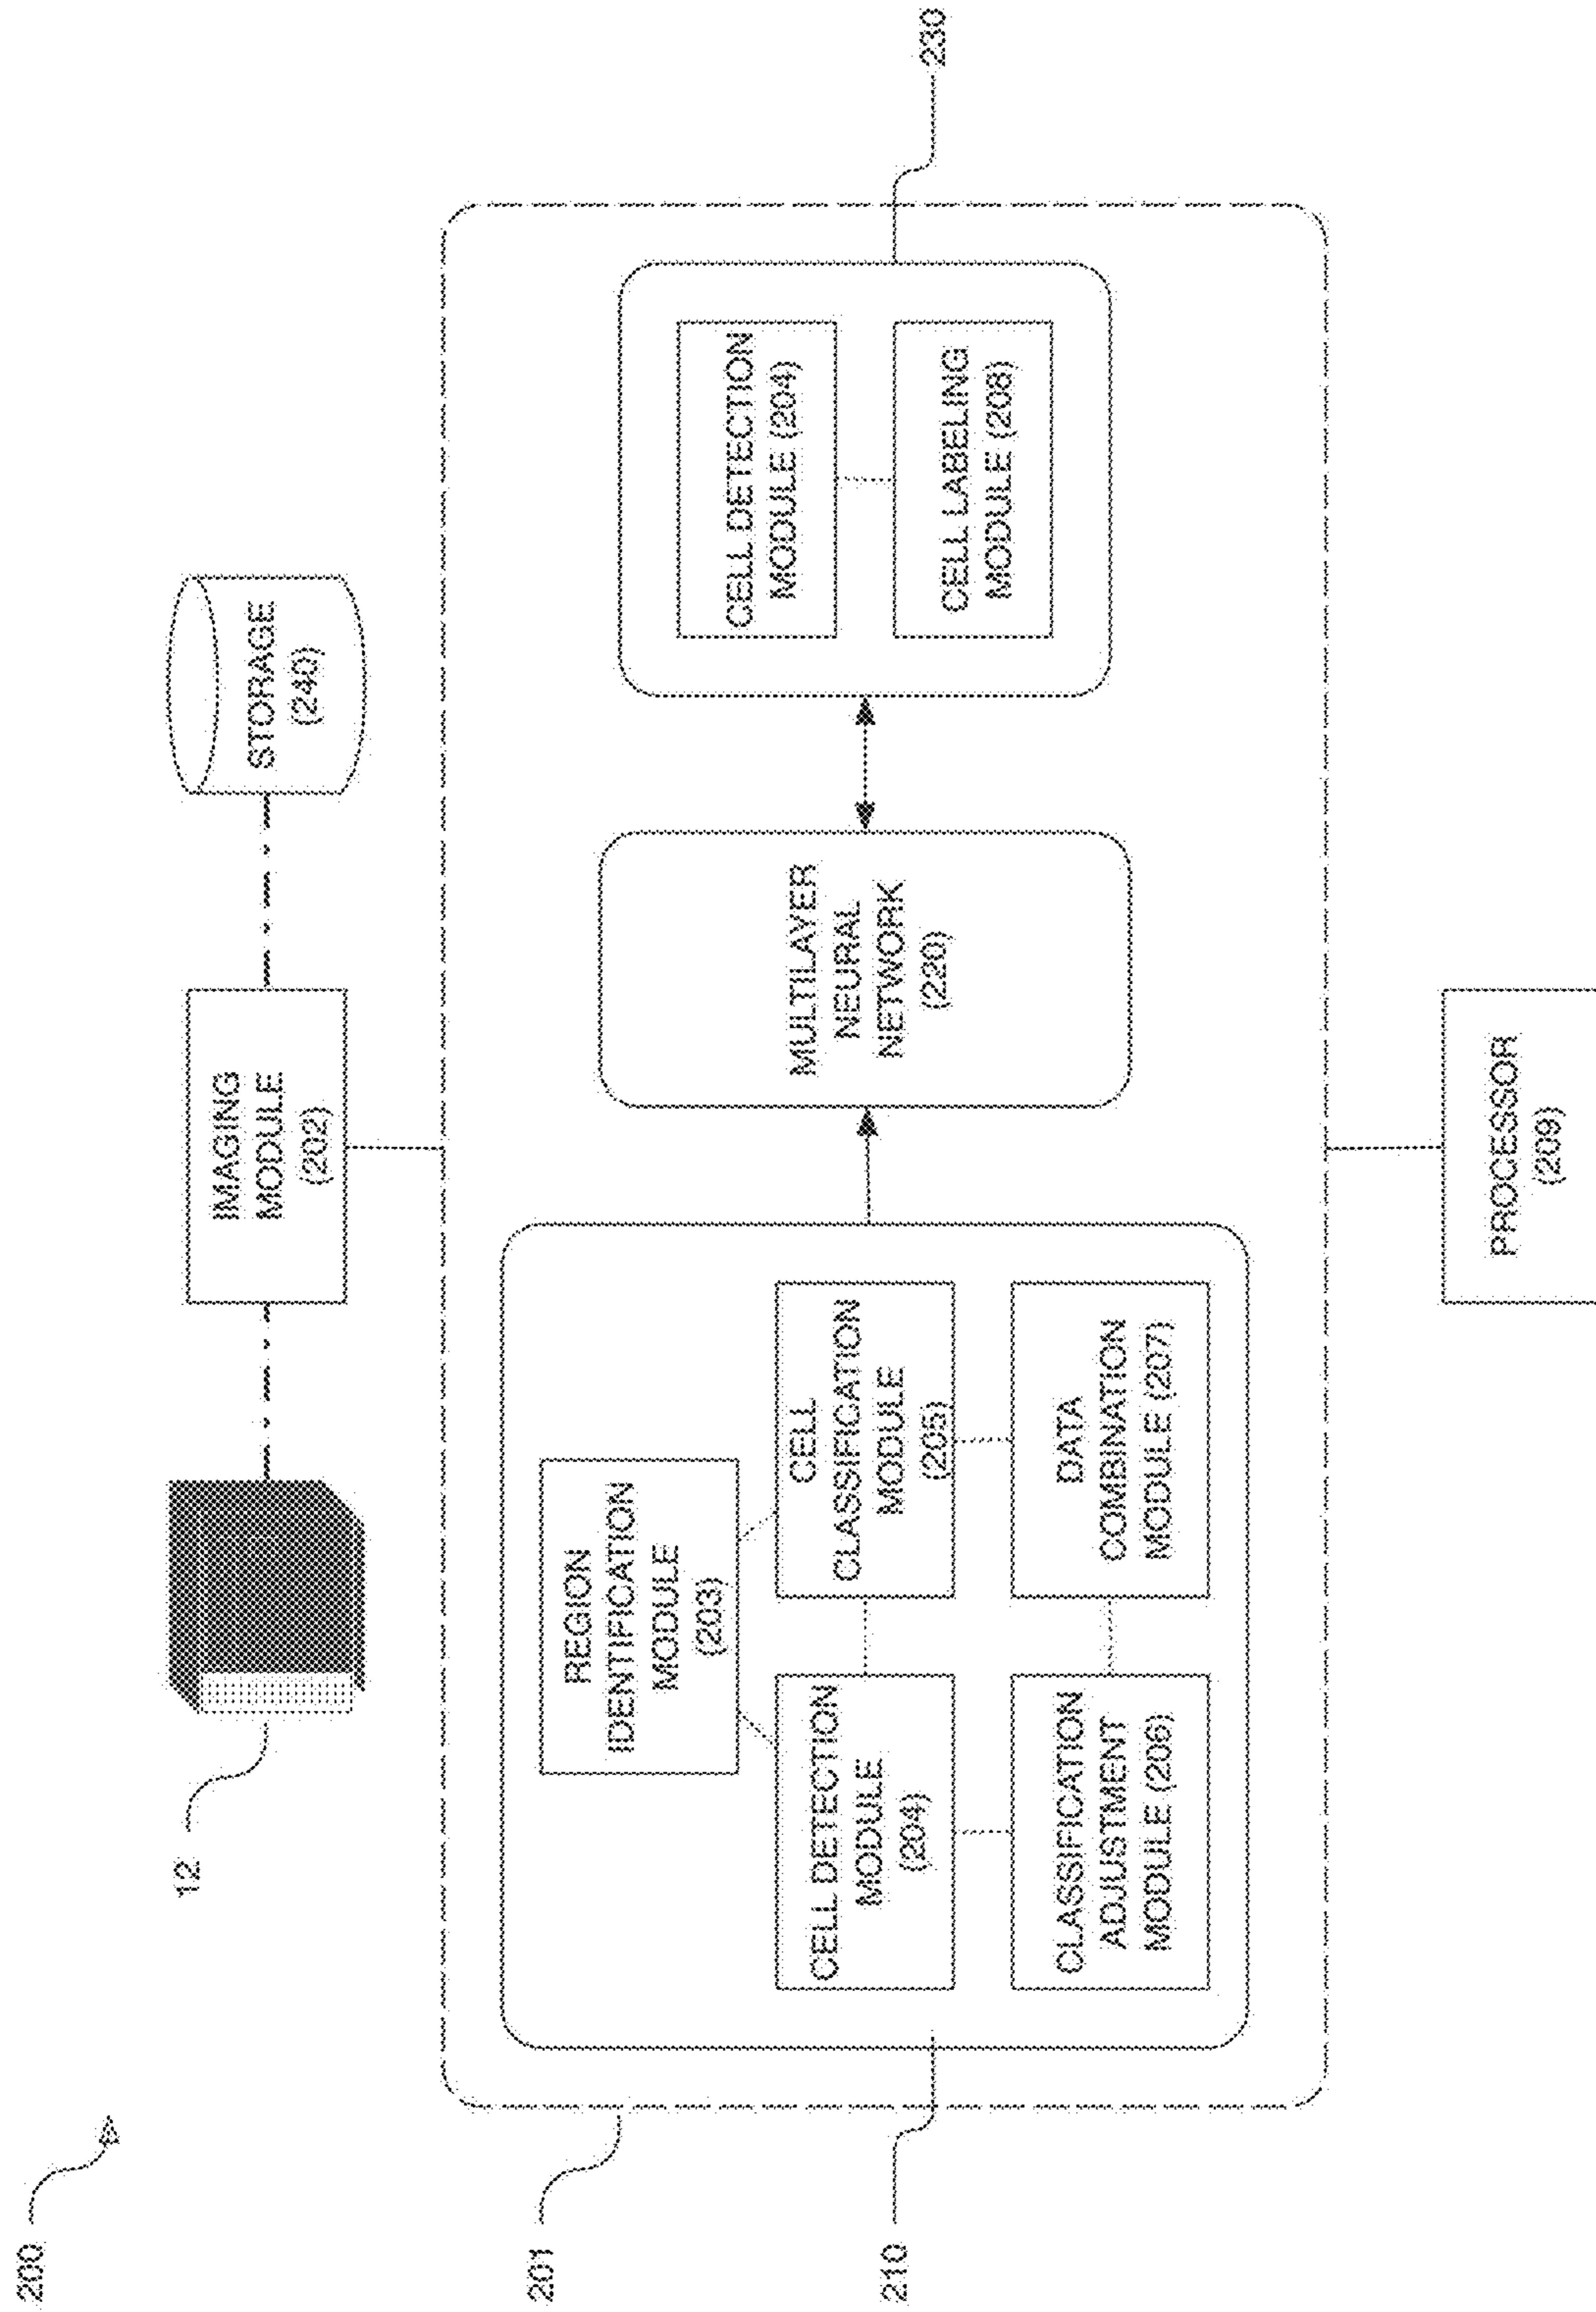 200
12
IMAGING
MODULE
(202)
STORAGE
(240)
201
210
REGION
IDENTIFICATION
MODULE
(203)
CELL DETECTION
MODULE
(204)
CELL
CLASSIFICATION
MODULE
(205)
CLASSIFICATION
ADJUSTMENT
MODULE (206)
DATA
COMBINATION
MODULE (207)
MULTILAYER
NEURAL
NETWORK
(220)
CELL DETECTION
MODULE (204)
CELL LABELING
MODULE (208)
230
PROCESSOR
(209)